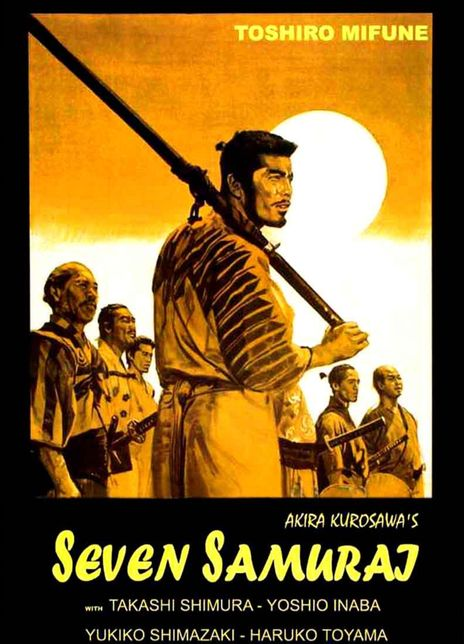 TOSHIRO MIFUNE
AKIRA KUROSAWA'S
SEVEN SAMURAI
WITH TAKASHI SHIMURA - YOSHIO INABA
YUKIKO SHIMAZAKI - HARUKO TOYAMA